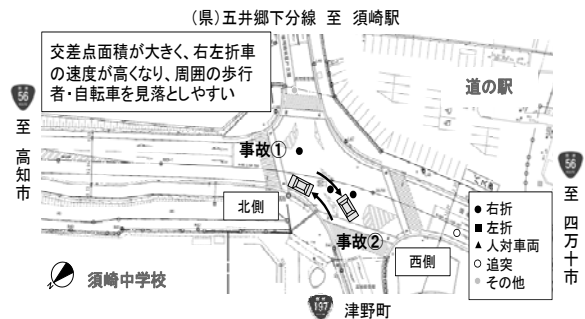 (県)五井郷下分線 至 須崎駅
交差点面積が大きく、右左折車
の速度が高くなり、周囲の歩行
者・自転車を見落としやすい
道の駅
56
至 高知市
事故①
56
至 四万十市
北側
事故②
西側
● 右折
■ 左折
▲ 人対車両
○ 追突
その他
須崎中学校
197
津野町